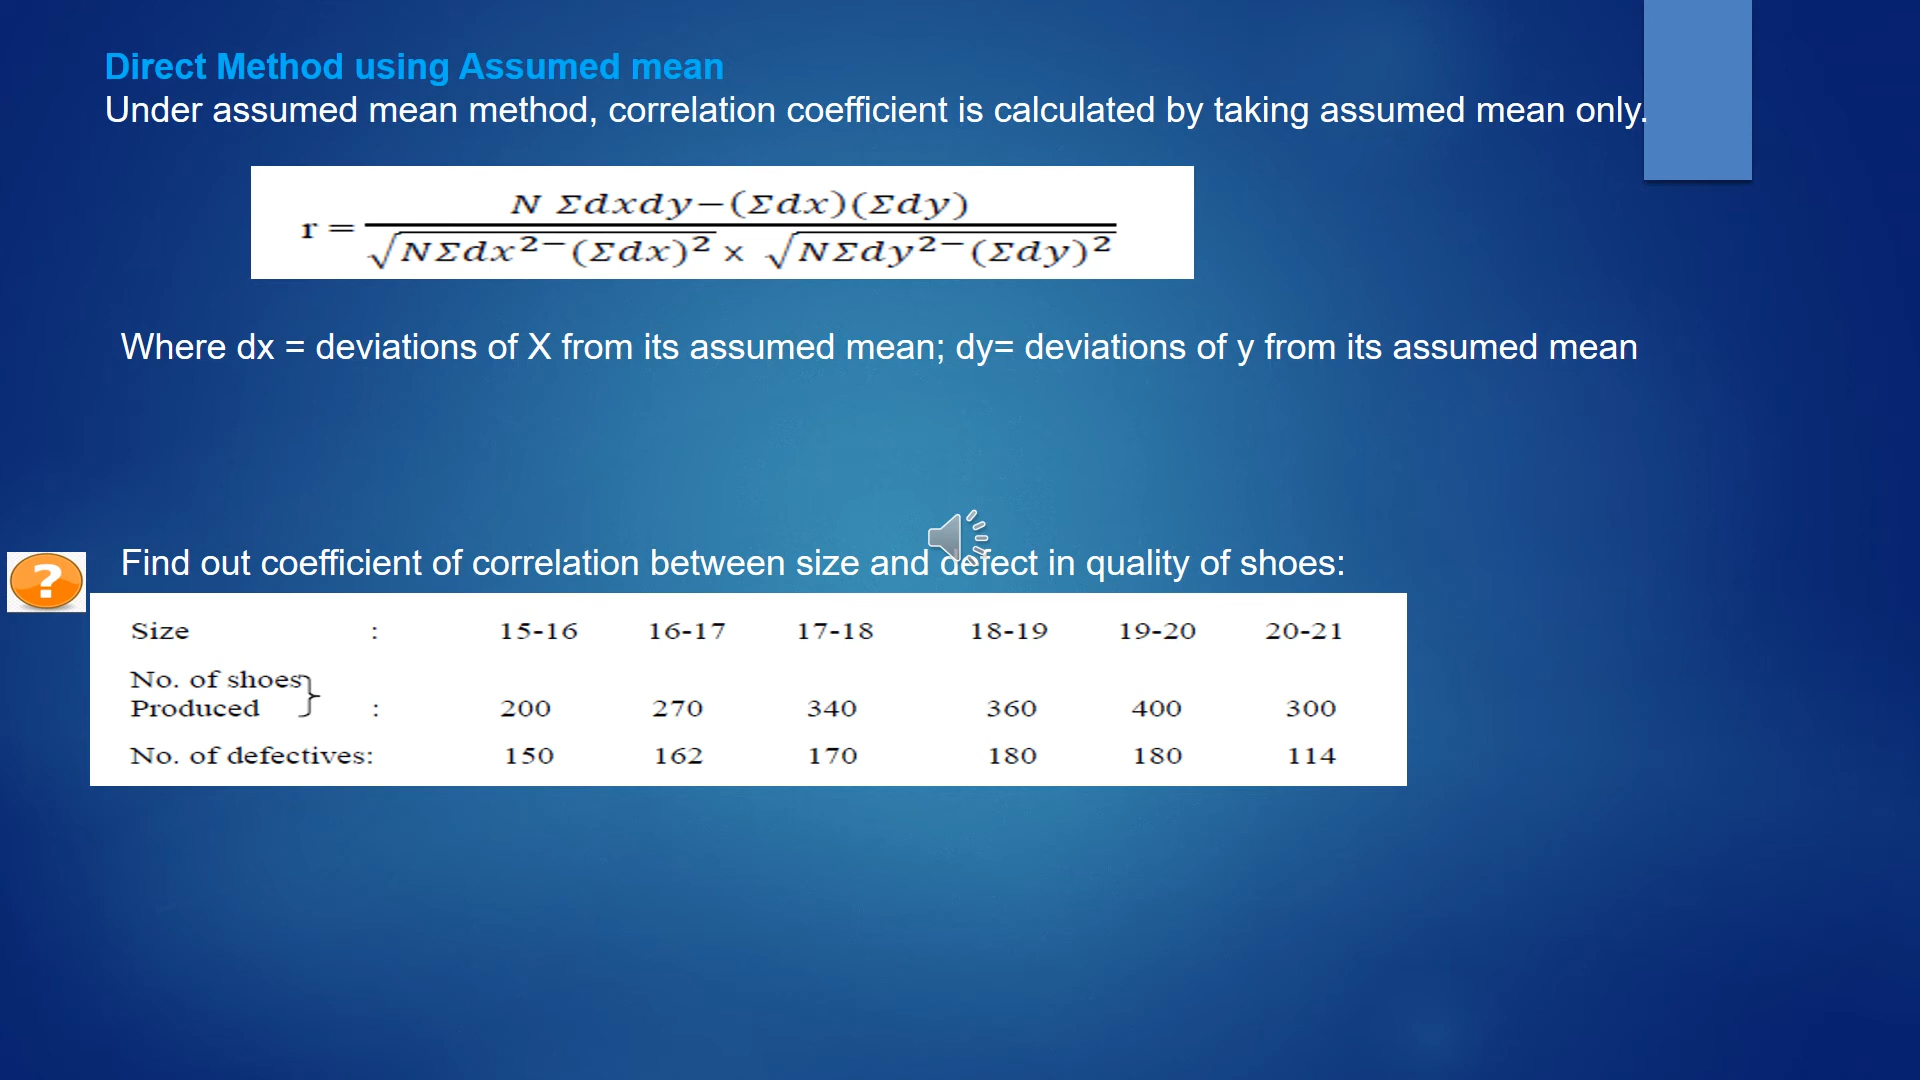 Direct Method using Assumed mean
Under assumed mean method, correlation coefficient is calculated by taking assumed mean only.
r = N Σdxdy−(Σdx)(Σdy) / √NΣdx²−(Σdx)² x √NΣdy²−(Σdy)²
Where dx = deviations of X from its assumed mean; dy= deviations of y from its assumed mean
Find out coefficient of correlation between size and defect in quality of shoes:
?
Size : 15-16 16-17 17-18 18-19 19-20 20-21
No. of shoes}
Produced : 200 270 340 360 400 300
No. of defectives: 150 162 170 180 180 114